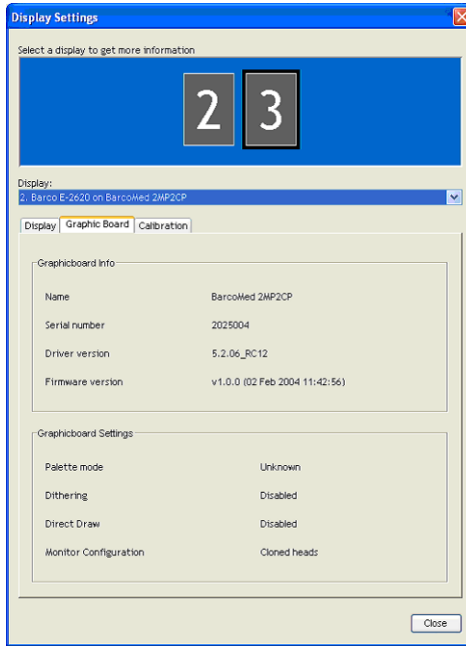 Display Settings
Select a display to get more information
2 3
Display:
2. Barco E-2620 on BarcoMed 2MP2CP
Display Graphic Board Calibration
Graphicboard Info
Name BarcoMed 2MP2CP
Serial number 2025004
Driver version 5.2.06_RC12
Firmware version v1.0.0 (02 Feb 2004 11:42:56)
Graphicboard Settings
Palette mode Unknown
Dithering Disabled
Direct Draw Disabled
Monitor Configuration Cloned heads
Close